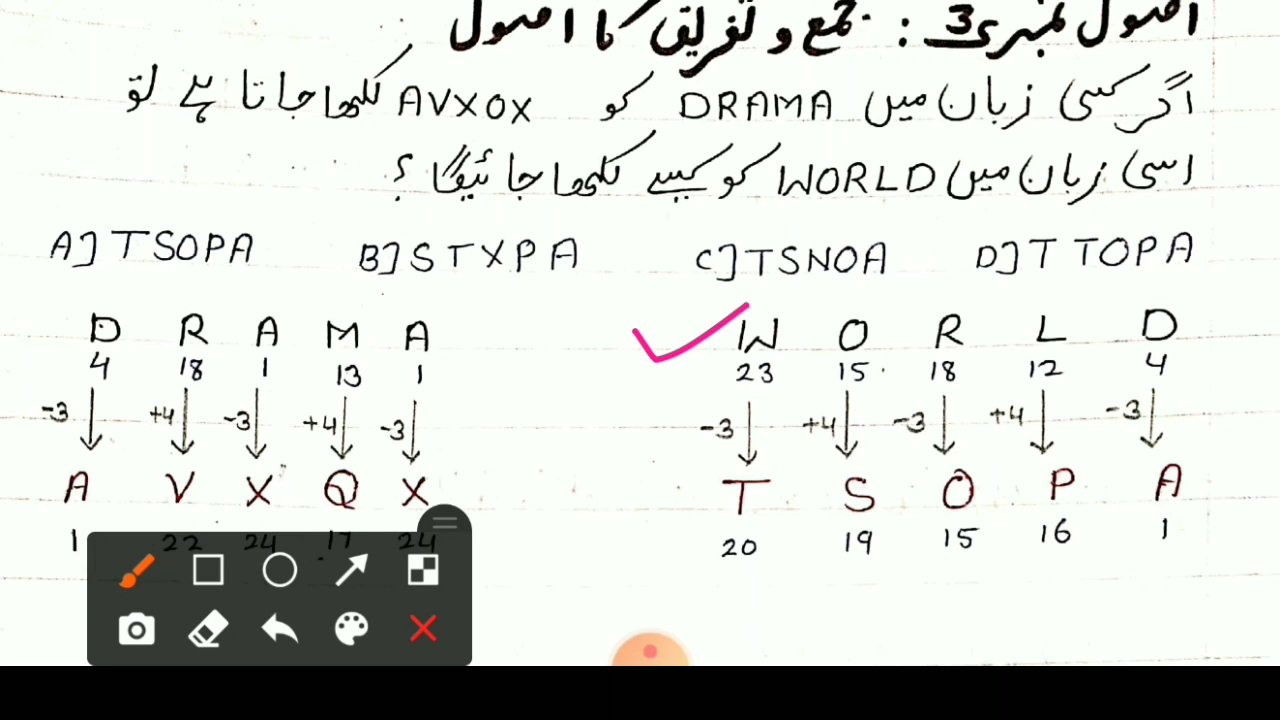 اصول نمبری 3 : جمع و تفریق کا اصول
اگر کسی زبان میں DRAMA کو AVXOX لکھا جاتا ہے تو
اسی زبان میں WORLD کو کیسے لکھا جائیگا ؟
A] TSOPA B] STXPA C] TSNOA D] TTOPA
D R A M A W O R L D
4 18 1 13 1 23 15 18 12 4
-3 +4 -3 +4 -3 -3 +4 -3 +4 -3
A V X Q X T S O P A
1 22 24 17 24 20 19 15 16 1